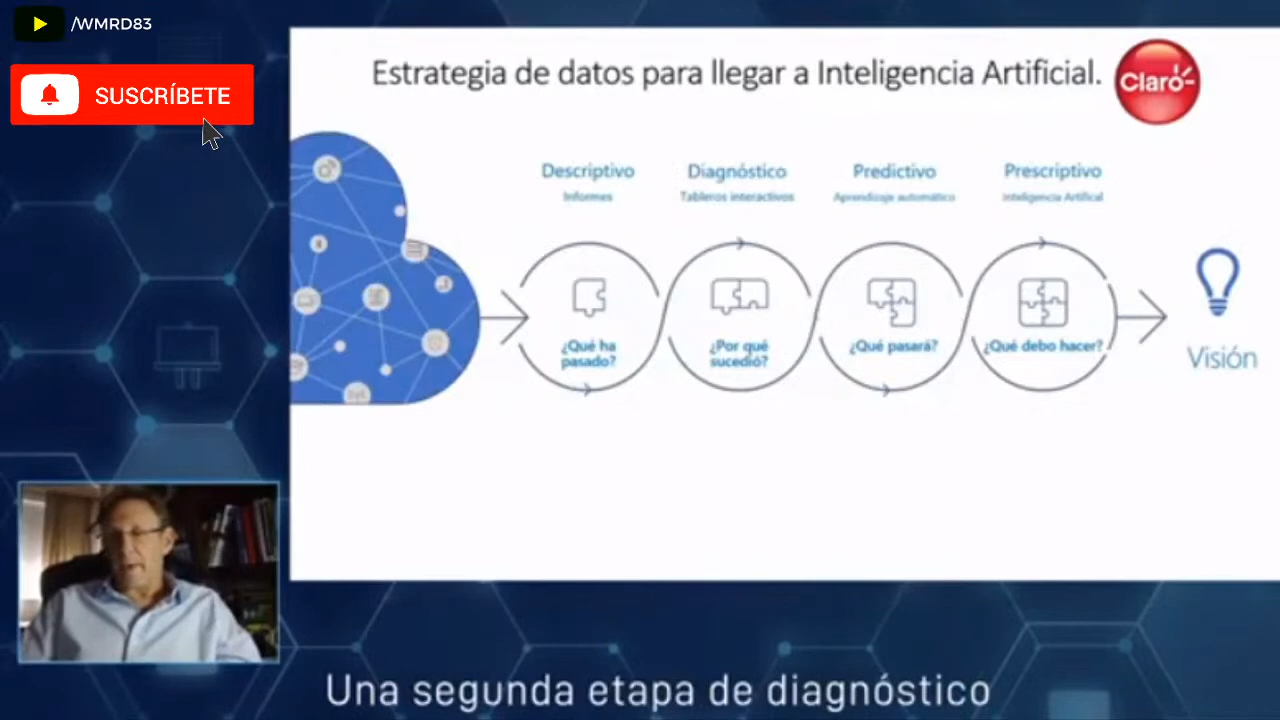 /WMRD83
SUSCRÍBETE
Estrategia de datos para llegar a Inteligencia Artificial.
Claro
Descriptivo
Informes
Diagnóstico
Tableros interactivos
Predictivo
Aprendizaje automático
Prescriptivo
Inteligencia Artifical
¿Qué ha
pasado?
¿Por qué
sucedió?
¿Qué pasará?
¿Qué debo hacer?
Visión
Una segunda etapa de diagnóstico